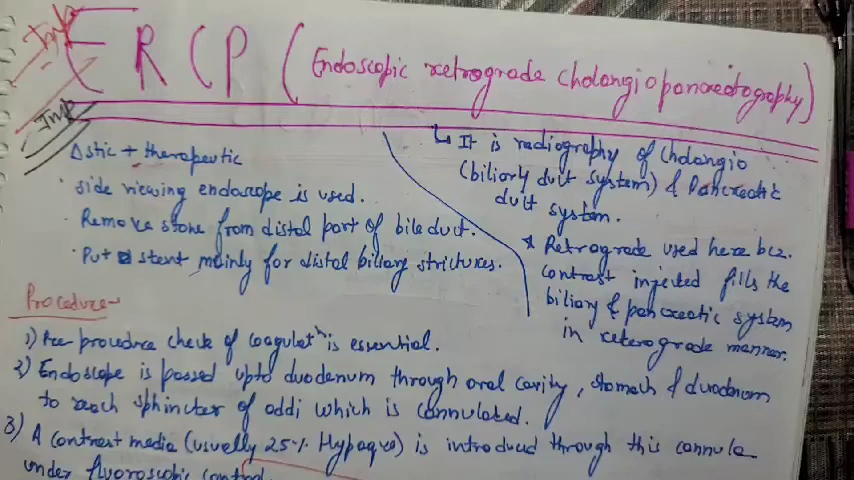 Imp
ERCP (Endoscopic retrograde cholangiopancreatography)
Imp
Δstic + therapeutic
side viewing endoscope is used.
· Remove stone from distal part of bile duct.
· Put stent mainly for distal biliary strictures.
↳ It is radiography of cholangio
(biliary duct system) & Pancreatic
duct system.
* Retrograde used here bcz.
contrast injected fills the
biliary & pancreatic system
in reterograde manner.
Procedure~
1) Pre procedure check of coagulatⁿ is essential.
2) Endoscope is passed upto duodenum through oral cavity, stomach & duodenum
to reach sphincter of oddi which is cannulated.
3) A contrast media (usually 25% Hypaque) is introduced through this cannula
under fluoroscopic control.